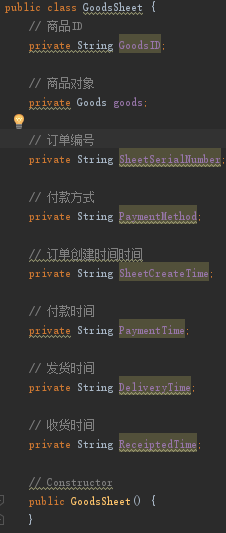 public class GoodsSheet {
// 商品ID
private String GoodsID;
// 商品对象
private Goods goods;
// 订单编号
private String SheetSerialNumber;
// 付款方式
private String PaymentMethod;
// 订单创建时间时间
private String SheetCreateTime;
// 付款时间
private String PaymentTime;
// 发货时间
private String DeliveryTime;
// 收货时间
private String ReceiptedTime;
// Constructor
public GoodsSheet() {
}